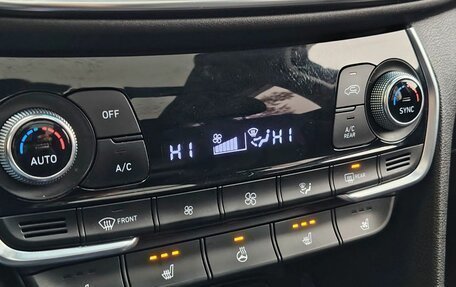 OFF
AUTO
A/C
HI HI
SYNC
A/C
REAR
FRONT
REAR